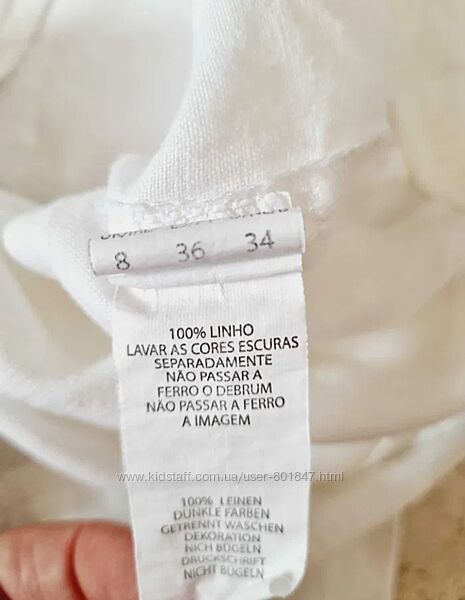 8 36 34
100% LINHO
LAVAR AS CORES ESCURAS
SEPARADAMENTE
NÃO PASSAR A
FERRO O DEBRUM
NÃO PASSAR A FERRO
A IMAGEM
www.kidstaff.com.ua/user-801847.html
100% LEINEN
DUNKLE FARBEN
GETRENNT WASCHEN
DEKORATION
NICH BÜGELN
DRUCKSCHRIFT
NICHT BÜGELN